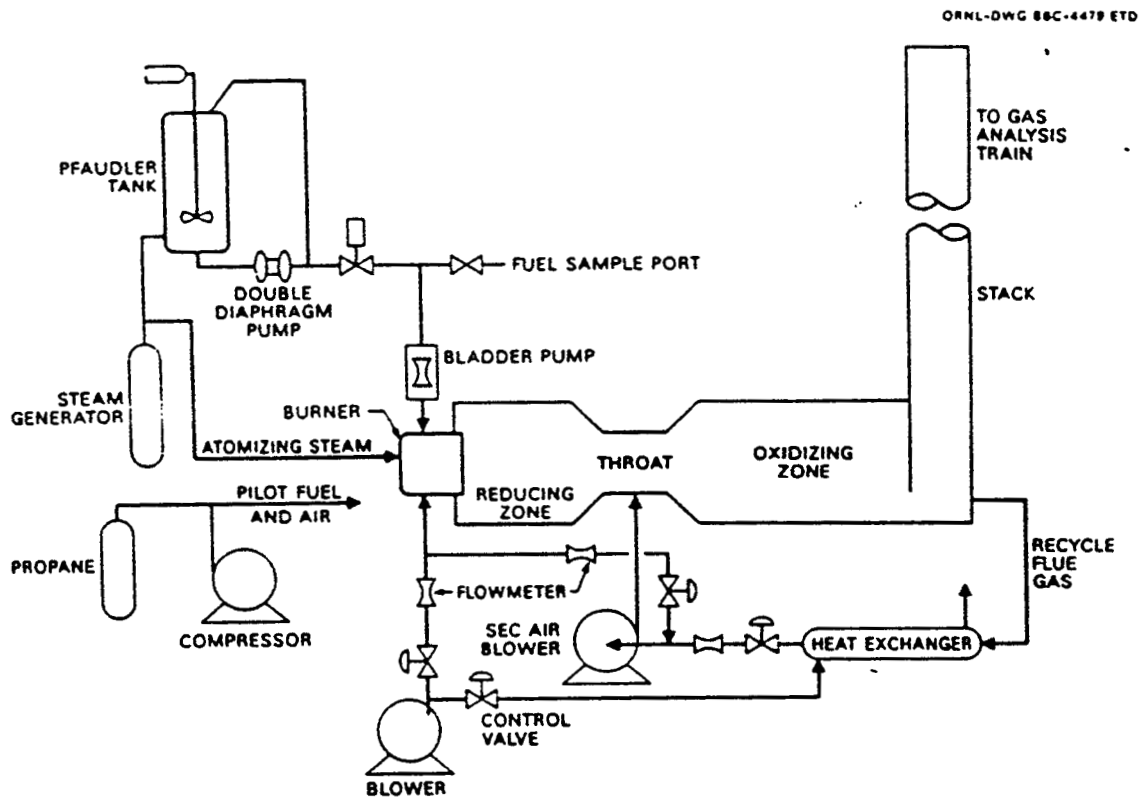 ORNL-DWG 86C-4479 ETD
TO GAS
ANALYSIS
TRAIN
PFAUDLER
TANK
FUEL SAMPLE PORT
DOUBLE
DIAPHRAGM
PUMP
STACK
BLADDER PUMP
STEAM
GENERATOR
BURNER
ATOMIZING STEAM
THROAT
OXIDIZING
ZONE
REDUCING
ZONE
PILOT FUEL
AND AIR
PROPANE
COMPRESSOR
FLOWMETER
RECYCLE
FLUE
GAS
SEC AIR
BLOWER
HEAT EXCHANGER
CONTROL
VALVE
BLOWER